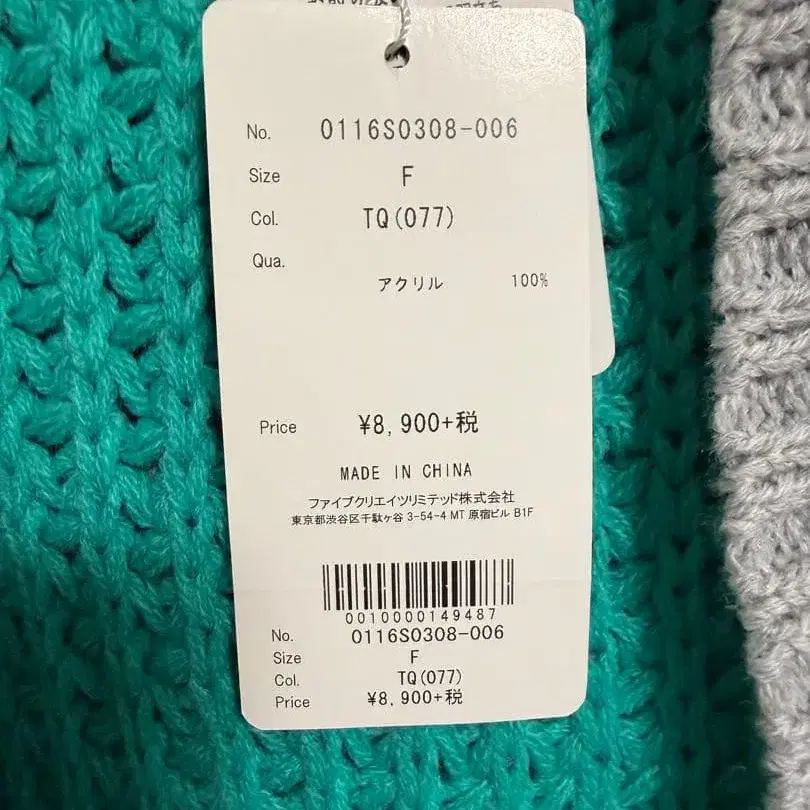 No. 0116S0308-006
Size F
Col. TQ(077)
Qua.
アクリル 100%
Price ¥8,900+税
MADE IN CHINA
ファイブクリエイツリミテッド株式会社
東京都渋谷区千駄ヶ谷 3-54-4 MT 原宿ビル B1F
0010000149487
No. 0116S0308-006
Size F
Col. TQ(077)
Price ¥8,900+税